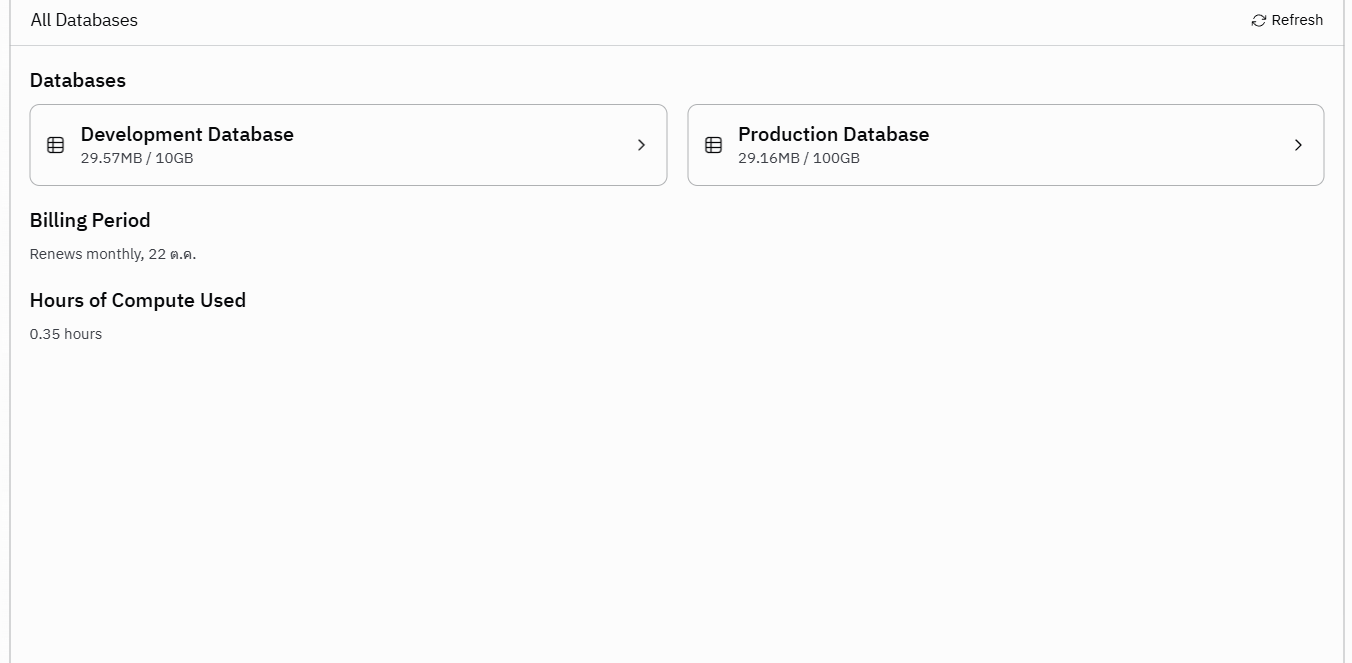 All Databases
Refresh
Databases
Development Database
29.57MB / 10GB
Production Database
29.16MB / 100GB
Billing Period
Renews monthly, 22 ต.ค.
Hours of Compute Used
0.35 hours